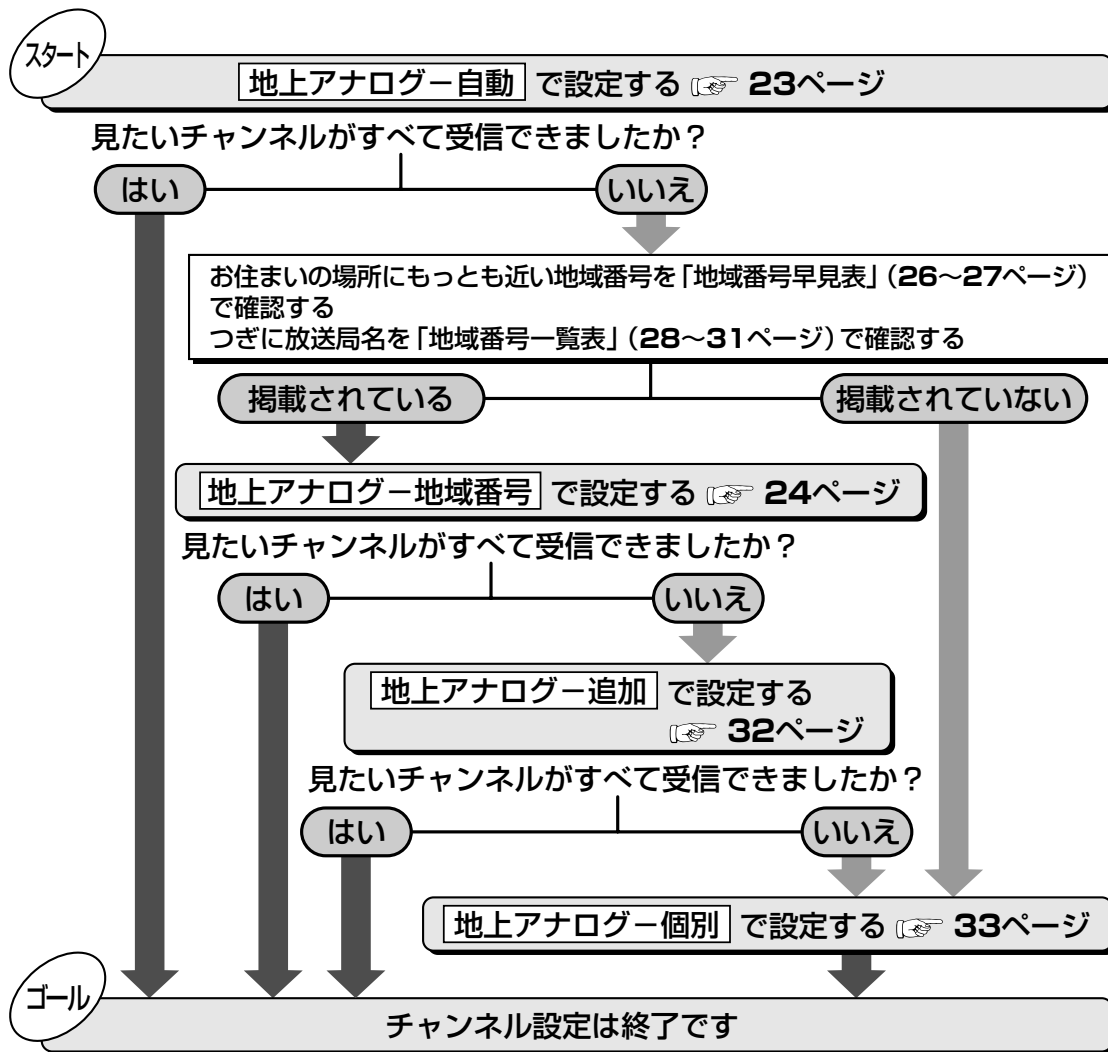 スタート
地上アナログー自動 で設定する ☞ 23ページ
見たいチャンネルがすべて受信できましたか？
はい
いいえ
お住まいの場所にもっとも近い地域番号を「地域番号早見表」（26〜27ページ）
で確認する
つぎに放送局名を「地域番号一覧表」（28〜31ページ）で確認する
掲載されている
掲載されていない
地上アナログー地域番号 で設定する ☞ 24ページ
見たいチャンネルがすべて受信できましたか？
はい
いいえ
地上アナログー追加 で設定する
☞ 32ページ
見たいチャンネルがすべて受信できましたか？
はい
いいえ
地上アナログー個別 で設定する ☞ 33ページ
ゴール
チャンネル設定は終了です